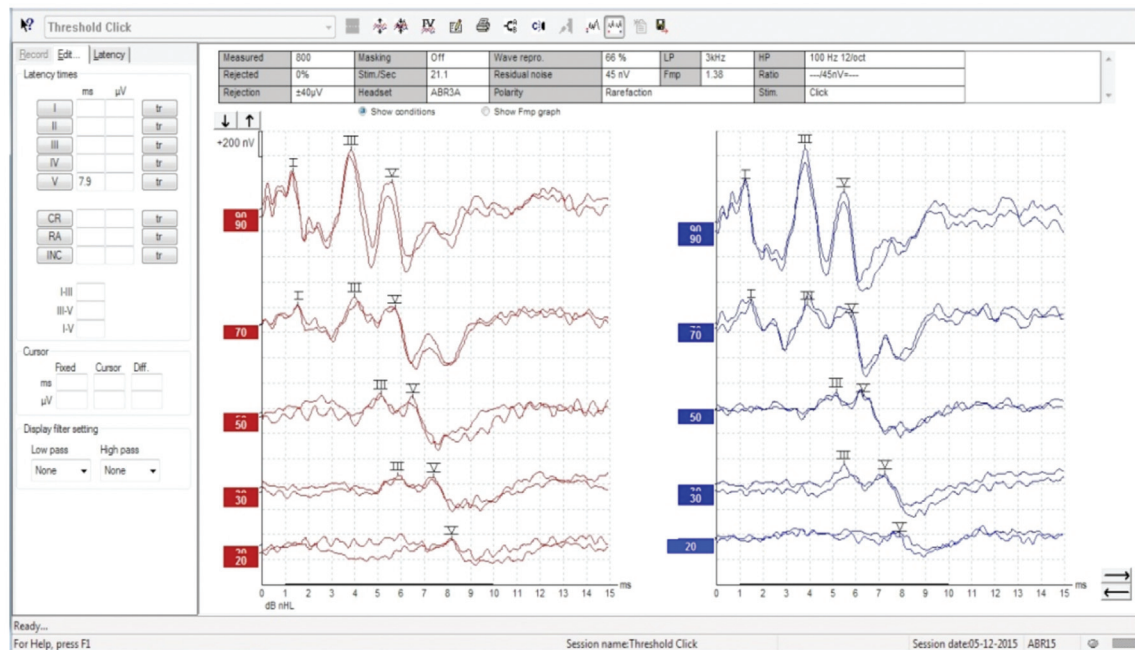 Threshold Click
Record Edit... Latency
Latency times
ms µV
I tr
II tr
III tr
IV tr
V 7.9 tr
CR tr
RA tr
INC tr
I-III
III-V
I-V
Cursor
Fixed Cursor Diff.
ms
µV
Display filter setting
Low pass High pass
None None
Measured 800 Masking Off Wave repro. 66 % LP 3kHz HP 100 Hz 12/oct
Rejected 0% Stim./Sec 21.1 Residual noise 45 nV Fmp 1.38 Ratio ---/45nV=---
Rejection ±40µV Headset ABR3A Polarity Rarefaction Stim. Click
Show conditions Show Fmp graph
+200 nV
I III V
90
90
I III V
70
III V
50
III V
30
V
20
20
0 1 2 3 4 5 6 7 8 9 10 11 12 13 14 15 ms
dB nHL
I III V
90
90
I III V
70
III V
50
III V
30
V
20
0 1 2 3 4 5 6 7 8 9 10 11 12 13 14 15 ms
Ready...
For Help, press F1 Session name:Threshold Click Session date:05-12-2015 ABR15